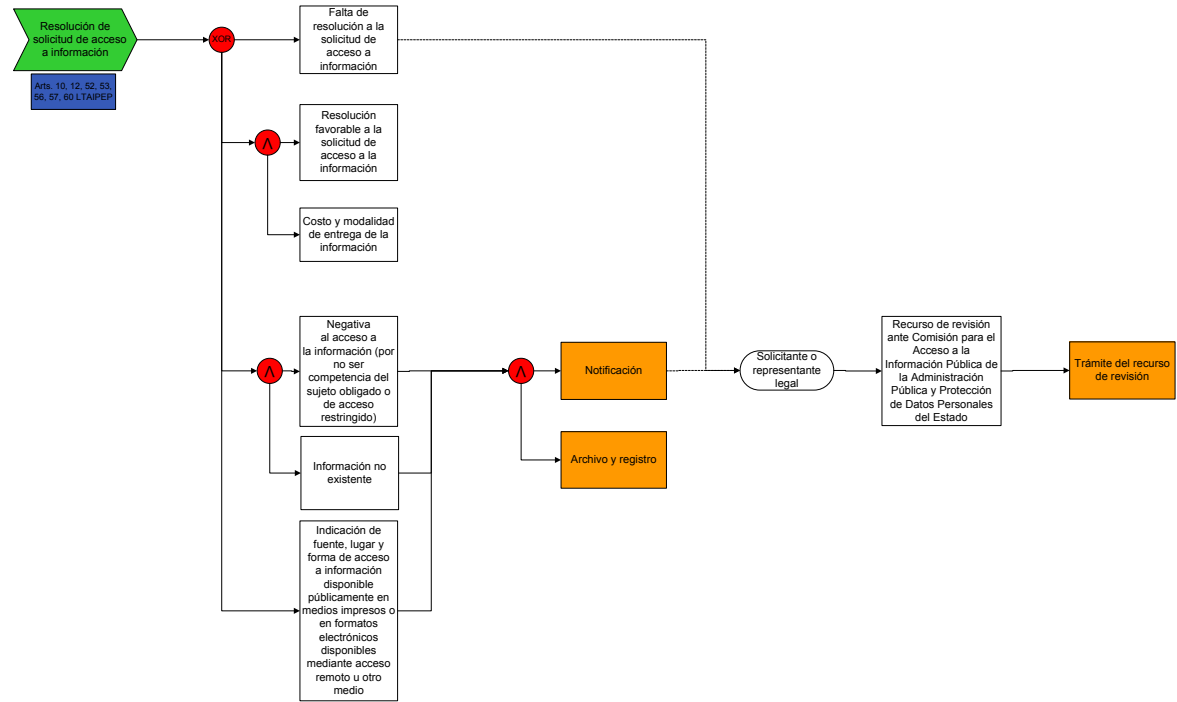 Resolución de
solicitud de acceso
a información
Arts. 10, 12, 52, 53,
56, 57, 60 LTAIPEP
XOR
Falta de
resolución a la
solicitud de
acceso a
información
Λ
Resolución
favorable a la
solicitud de
acceso a la
información
Costo y modalidad
de entrega de la
información
Λ
Negativa
al acceso a
la información (por
no ser
competencia del
sujeto obligado o
de acceso
restringido)
Información no
existente
Indicación de
fuente, lugar y
forma de acceso
a información
disponible
públicamente en
medios impresos o
en formatos
electrónicos
disponibles
mediante acceso
remoto u otro
medio
Λ
Notificación
Archivo y registro
Solicitante o
representante
legal
Recurso de revisión
ante Comisión para el
Acceso a la
Información Pública de
la Administración
Pública y Protección
de Datos Personales
del Estado
Trámite del recurso
de revisión